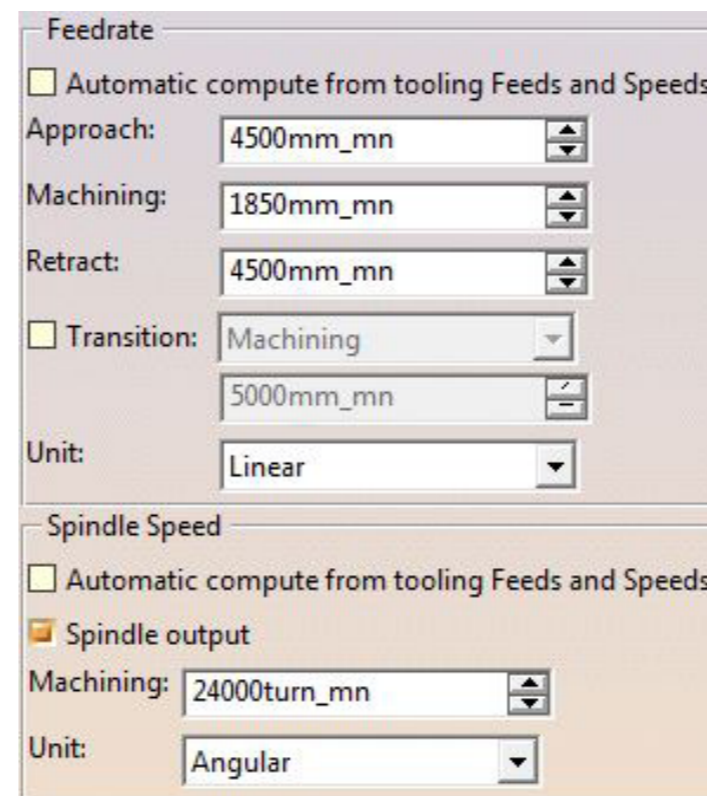 Feedrate
Automatic compute from tooling Feeds and Speeds
Approach: 4500mm_mn
Machining: 1850mm_mn
Retract: 4500mm_mn
Transition: Machining
5000mm_mn
Unit: Linear
Spindle Speed
Automatic compute from tooling Feeds and Speeds
Spindle output
Machining: 24000turn_mn
Unit: Angular